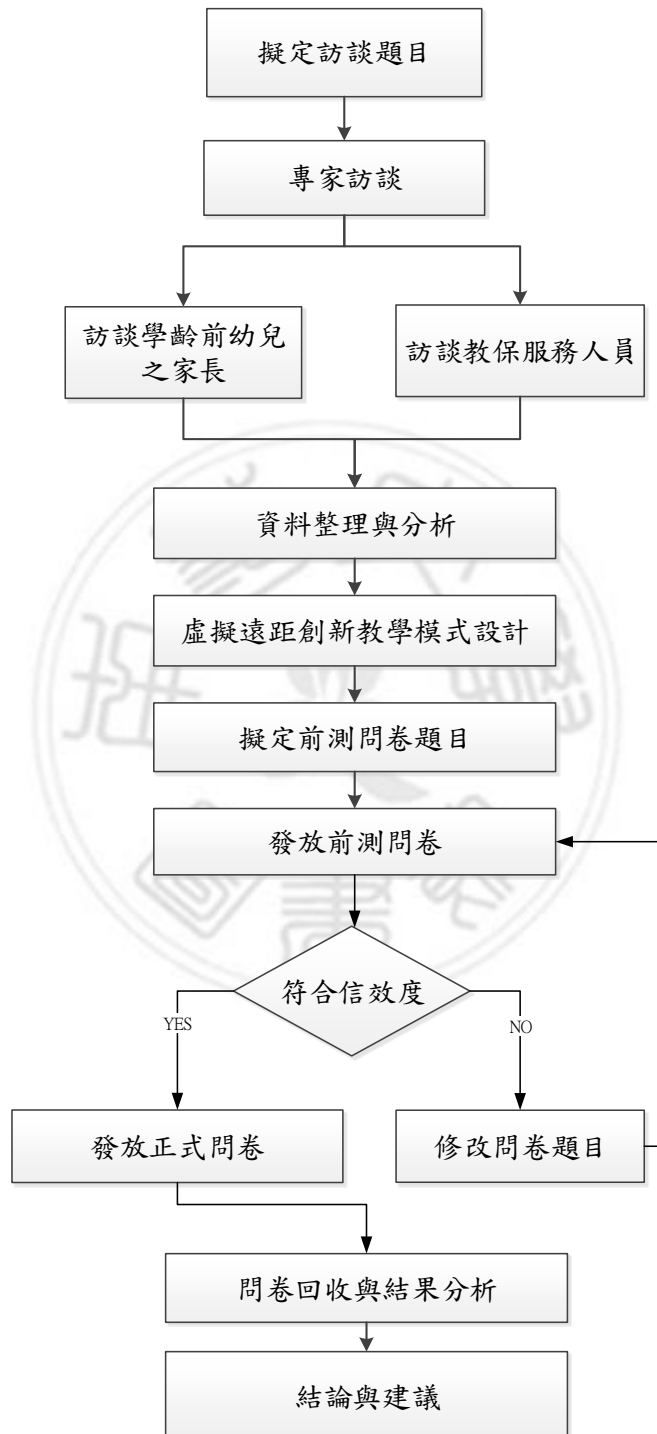 擬定訪談題目
專家訪談
訪談學齡前幼兒
之家長
訪談教保服務人員
資料整理與分析
虛擬遠距創新教學模式設計
擬定前測問卷題目
發放前測問卷
符合信效度
YES
NO
發放正式問卷
修改問卷題目
問卷回收與結果分析
結論與建議